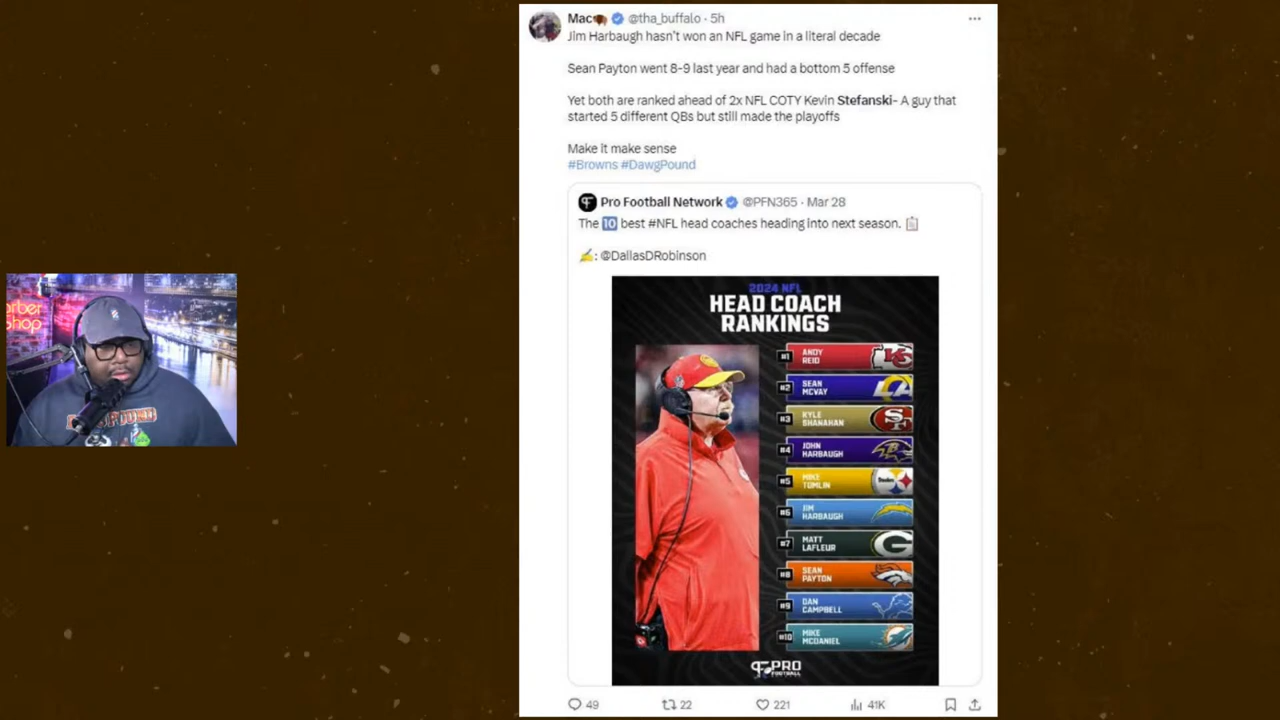 Mac @tha_buffalo · 5h
Jim Harbaugh hasn't won an NFL game in a literal decade
Sean Payton went 8-9 last year and had a bottom 5 offense
Yet both are ranked ahead of 2x NFL COTY Kevin Stefanski- A guy that
started 5 different QBs but still made the playoffs
Make it make sense
#Browns #DawgPound
Pro Football Network @PFN365 · Mar 28
The 10 best #NFL head coaches heading into next season.
: @DallasDRobinson
2024 NFL
HEAD COACH
RANKINGS
#1 ANDY
REID
#2 SEAN
MCVAY
#3 KYLE
SHANAHAN
#4 JOHN
HARBAUGH
#5 MIKE
TOMLIN
Steelers
#6 JIM
HARBAUGH
#7 MATT
LAFLEUR
#8 SEAN
PAYTON
#9 DAN
CAMPBELL
#10 MIKE
MCDANIEL
PRO
FOOTBALL
49
22
221
41K
Shop